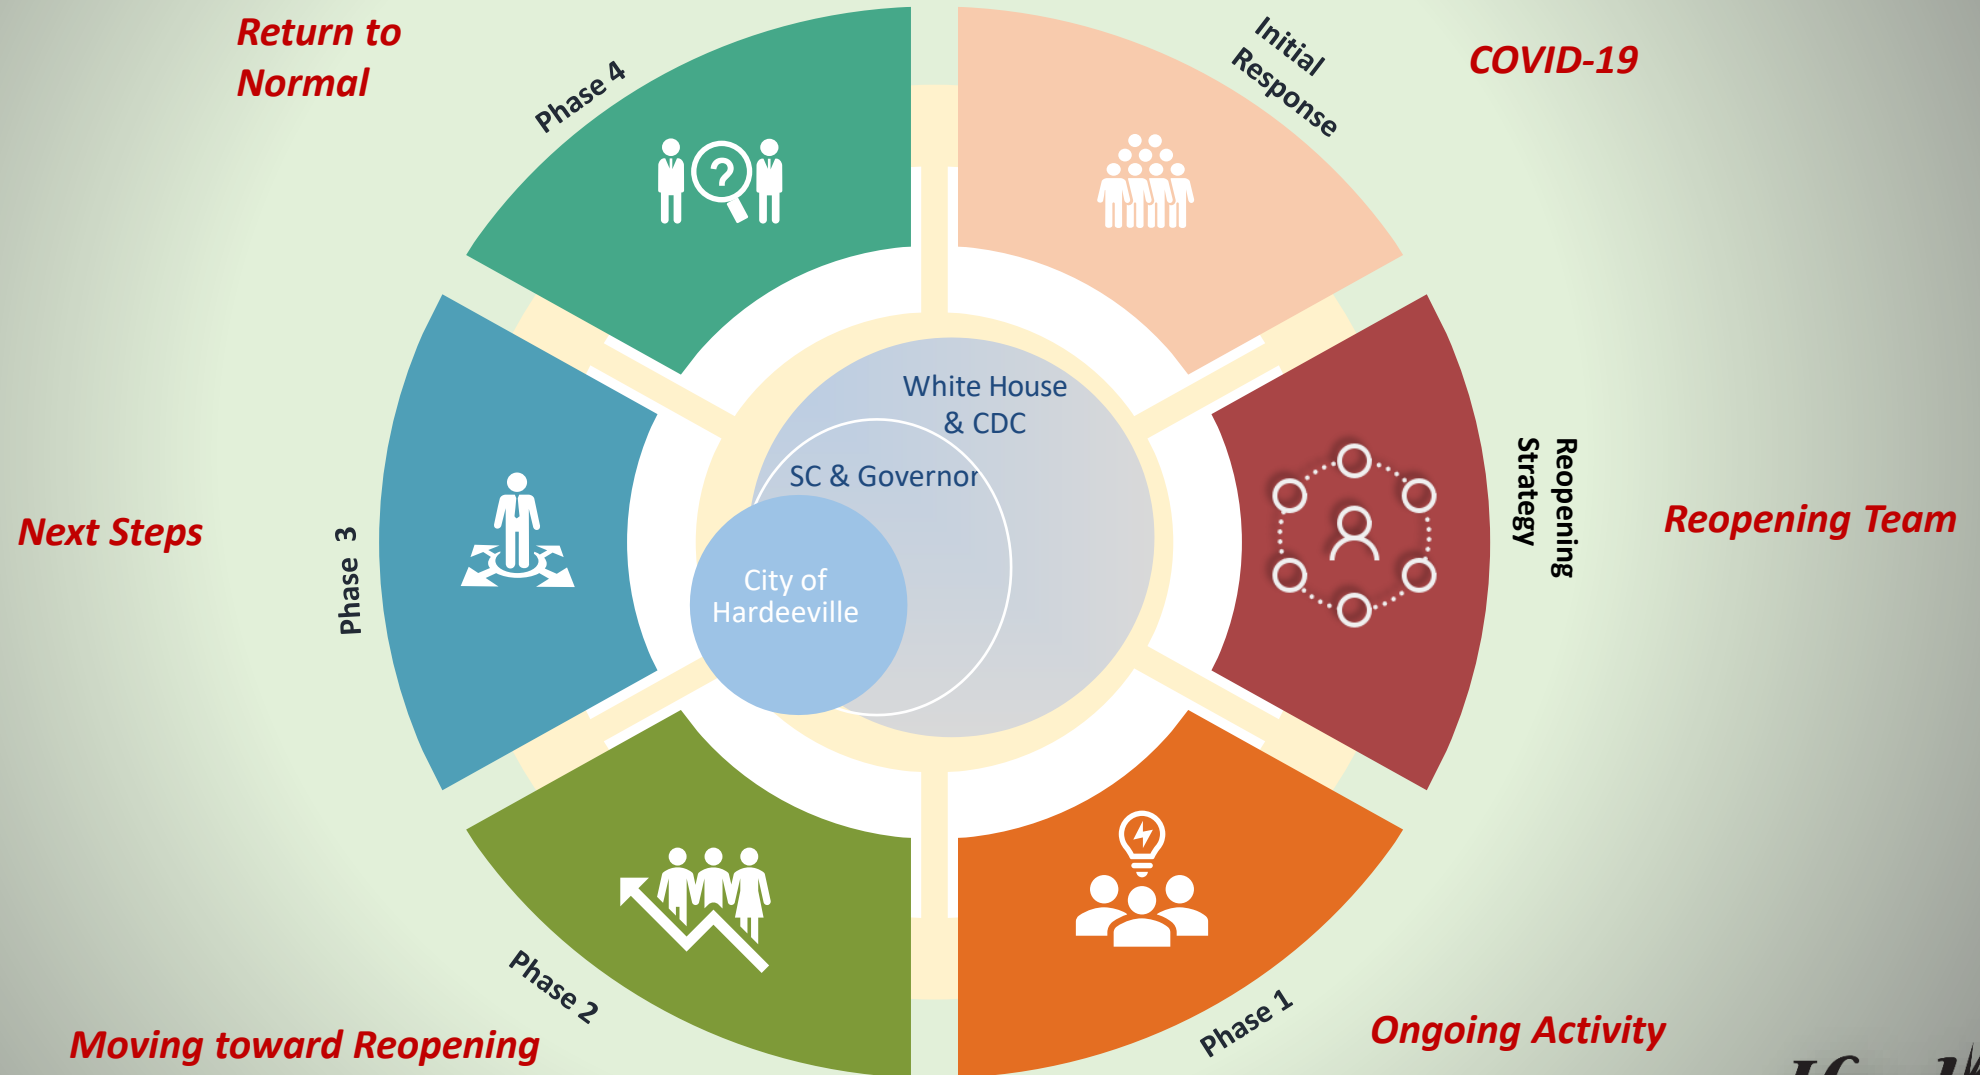 Return to
Normal
Phase 4
Initial
Response
COVID-19
White House
& CDC
SC & Governor
City of
Hardeeville
Reopening
Strategy
Reopening Team
Next Steps
Phase 3
Phase 2
Phase 1
Moving toward Reopening
Ongoing Activity